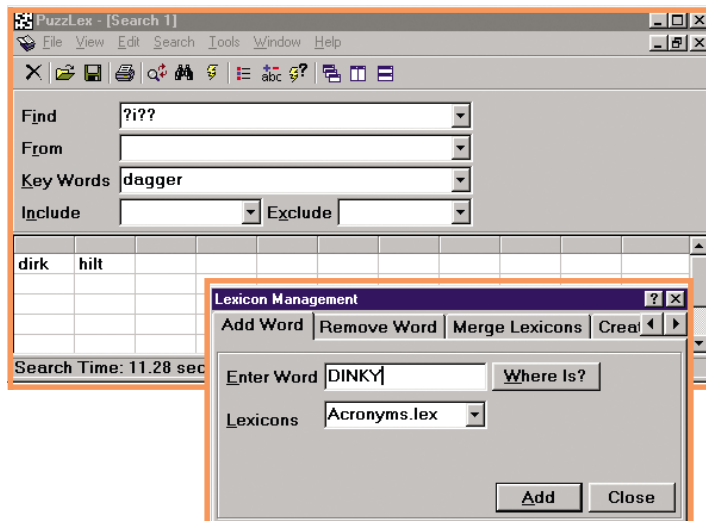 PuzzLex - [Search 1]
File View Edit Search Tools Window Help
abc ?
Find ?i??
From
Key Words dagger
Include Exclude
dirk hilt
Search Time: 11.28 sec
Lexicon Management
Add Word Remove Word Merge Lexicons Creat
Enter Word DINKY Where Is?
Lexicons Acronyms.lex
Add Close